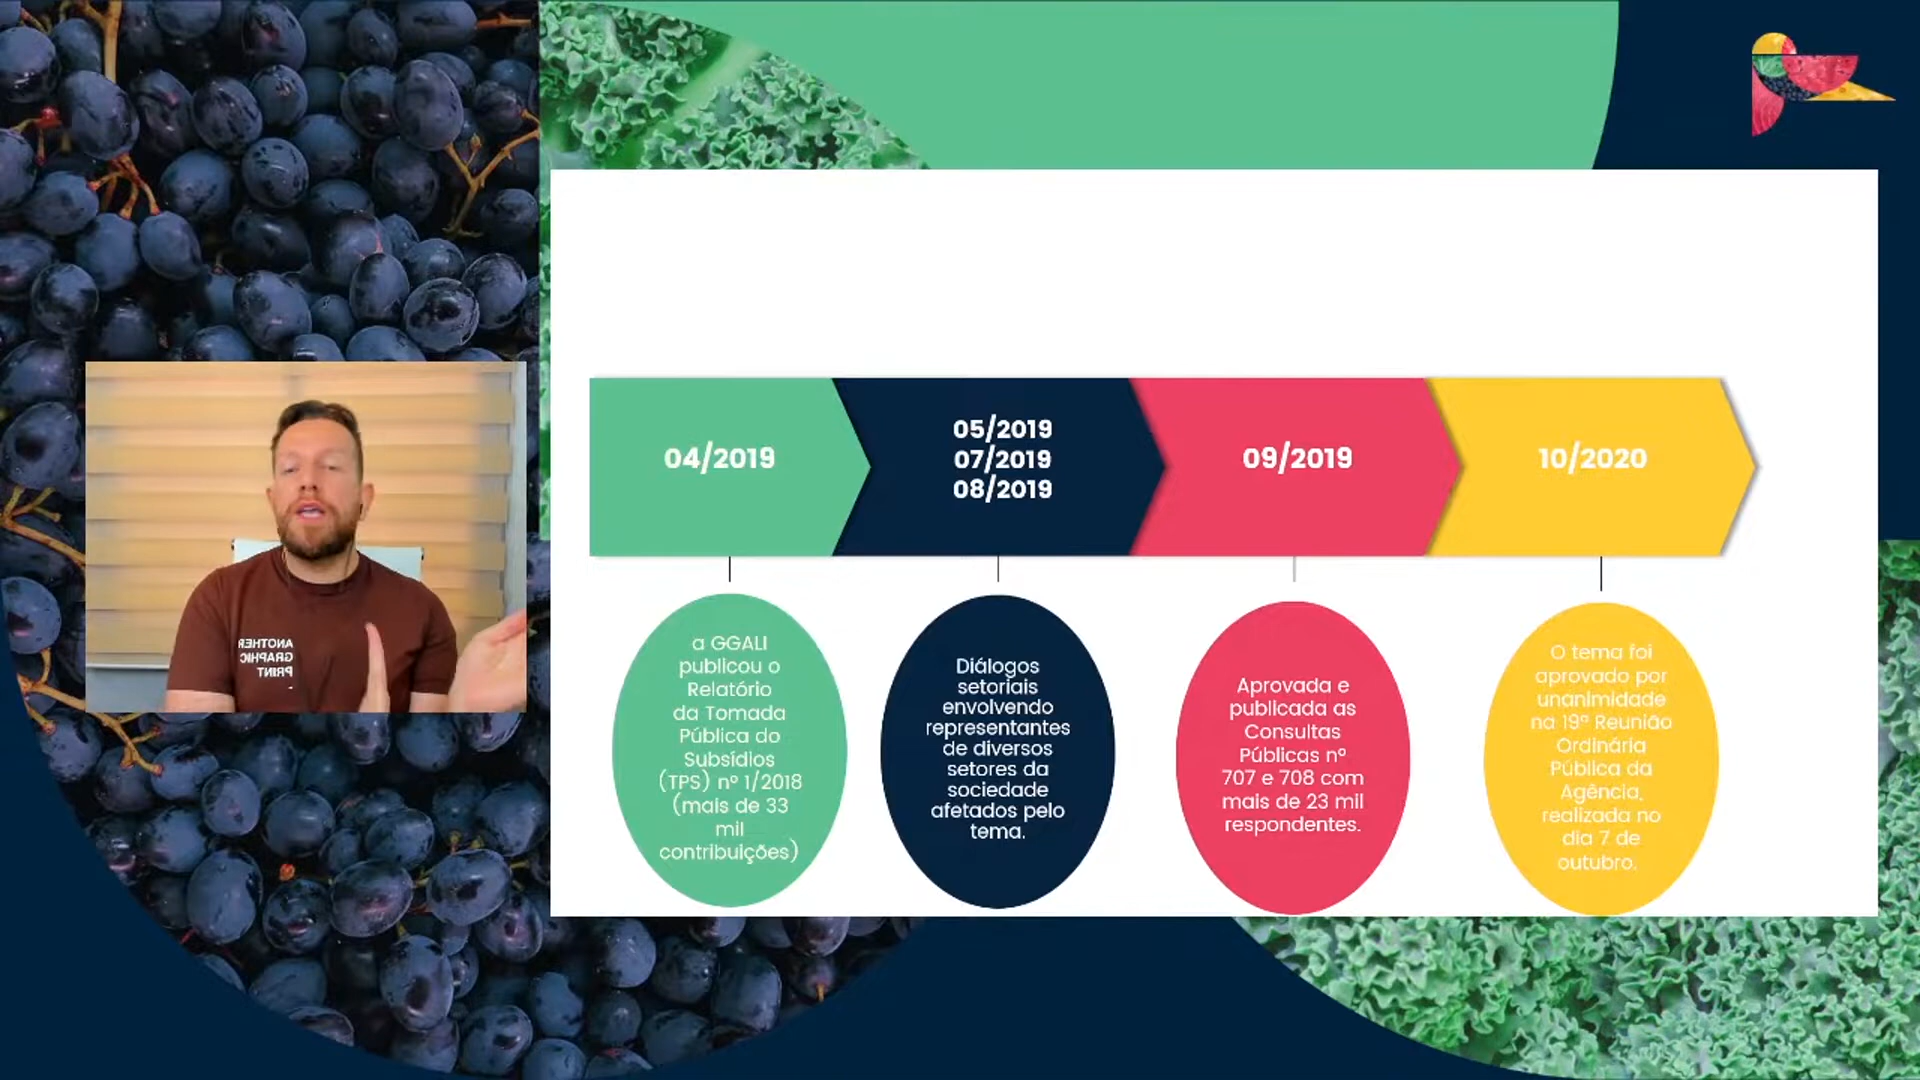 04/2019
05/2019
07/2019
08/2019
09/2019
10/2020
a GGALI
publicou o
Relatório
da Tomada
Pública do
Subsídios
(TPS) nº 1/2018
(mais de 33
mil
contribuições)
Diálogos
setoriais
envolvendo
representantes
de diversos
setores da
sociedade
afetados pelo
tema.
Aprovada e
publicada as
Consultas
Públicas nº
707 e 708 com
mais de 23 mil
respondentes.
O tema foi
aprovado por
unanimidade
na 19ª Reunião
Ordinária
Pública da
Agência,
realizada no
dia 7 de
outubro.
ANOTHER
GRAPHIC
PRINT